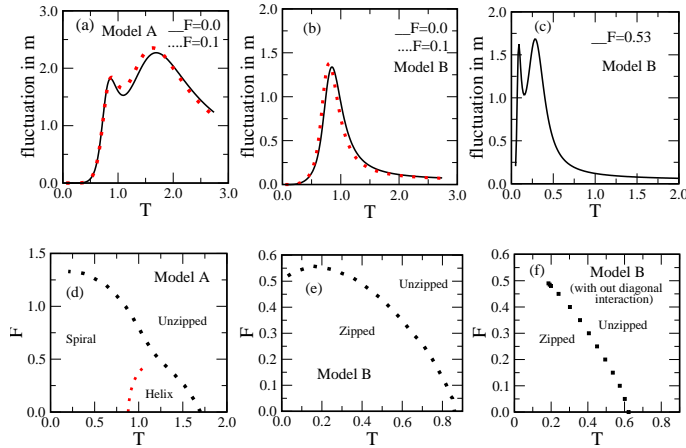 (a)
Model A
__F=0.0
....F=0.1
fluctuation in m
3.0
2.0
1.0
0.0
0.0 1.0 2.0 3.0
T
(b)
__F=0.0
....F=0.1
Model B
fluctuation in m
2.0
1.5
1.0
0.5
0.0
0.0 1.0 2.0 3.0
T
(c)
__F=0.53
Model B
fluctuation in m
2.0
1.5
1.0
0.5
0.0
0.0 0.5 1.0 1.5 2.0
T
Model A
(d)
Unzipped
Spiral
Helix
F
1.5
1.0
0.5
0.0
0.0 0.5 1.0 1.5 2.0
T
(e)
Unzipped
Zipped
Model B
F
0.6
0.5
0.4
0.3
0.2
0.1
0.0
0 0.2 0.4 0.6 0.8
T
(f)
Model B
(with out diagonal
interaction)
Unzipped
Zipped
F
0.6
0.5
0.4
0.3
0.2
0.1
0.0
0 0.2 0.4 0.6 0.8
T